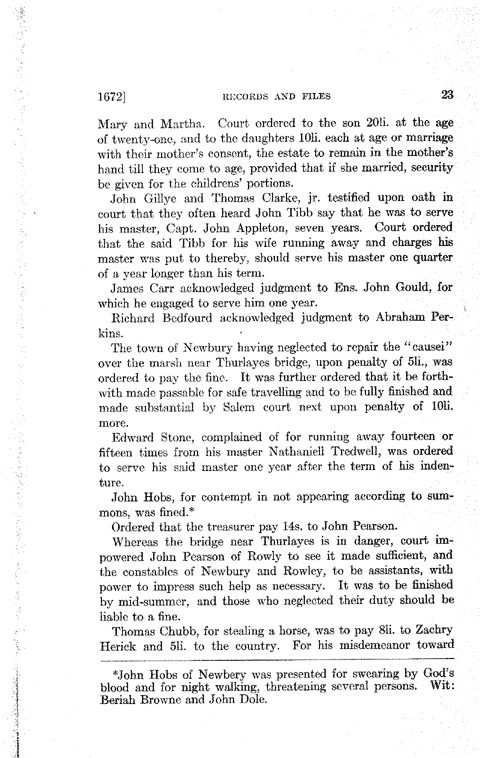 1672] RECORDS AND FILES 23
Mary and Martha. Court ordered to the son 20li. at the age
of twenty-one, and to the daughters 10li. each at age or marriage
with their mother's consent, the estate to remain in the mother's
hand till they come to age, provided that if she married, security
be given for the childrens' portions.
John Gillye and Thomas Clarke, jr. testified upon oath in
court that they often heard John Tibb say that he was to serve
his master, Capt. John Appleton, seven years. Court ordered
that the said Tibb for his wife running away and charges his
master was put to thereby, should serve his master one quarter
of a year longer than his term.
James Carr acknowledged judgment to Ens. John Gould, for
which he engaged to serve him one year.
Richard Bedfourd acknowledged judgment to Abraham Per-
kins.
The town of Newbury having neglected to repair the "causei"
over the marsh near Thurlayes bridge, upon penalty of 5li., was
ordered to pay the fine. It was further ordered that it be forth-
with made passable for safe travelling and to be fully finished and
made substantial by Salem court next upon penalty of 10li.
more.
Edward Stone, complained of for running away fourteen or
fifteen times from his master Nathaniell Tredwell, was ordered
to serve his said master one year after the term of his inden-
ture.
John Hobs, for contempt in not appearing according to sum-
mons, was fined.*
Ordered that the treasurer pay 14s. to John Pearson.
Whereas the bridge near Thurlayes is in danger, court im-
powered John Pearson of Rowly to see it made sufficient, and
the constables of Newbury and Rowley, to be assistants, with
power to impress such help as necessary. It was to be finished
by mid-summer, and those who neglected their duty should be
liable to a fine.
Thomas Chubb, for stealing a horse, was to pay 8li. to Zachry
Herick and 5li. to the country. For his misdemeanor toward
*John Hobs of Newbery was presented for swearing by God's
blood and for night walking, threatening several persons. Wit:
Beriah Browne and John Dole.